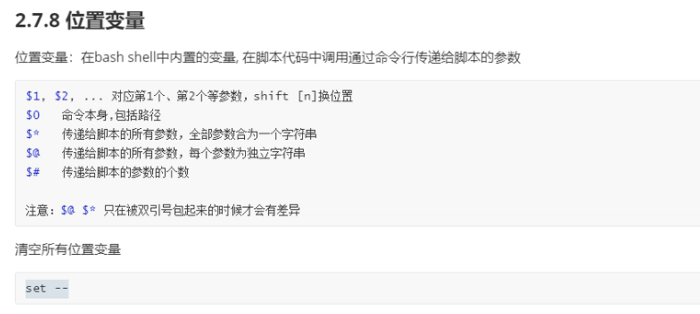 2.7.8 位置变量
位置变量：在bash shell中内置的变量, 在脚本代码中调用通过命令行传递给脚本的参数
$1, $2, ... 对应第1个、第2个等参数，shift [n]换位置
$0 命令本身,包括路径
$* 传递给脚本的所有参数，全部参数合为一个字符串
$@ 传递给脚本的所有参数，每个参数为独立字符串
$# 传递给脚本的参数的个数
注意：$@ $* 只在被双引号包起来的时候才会有差异
清空所有位置变量
set --